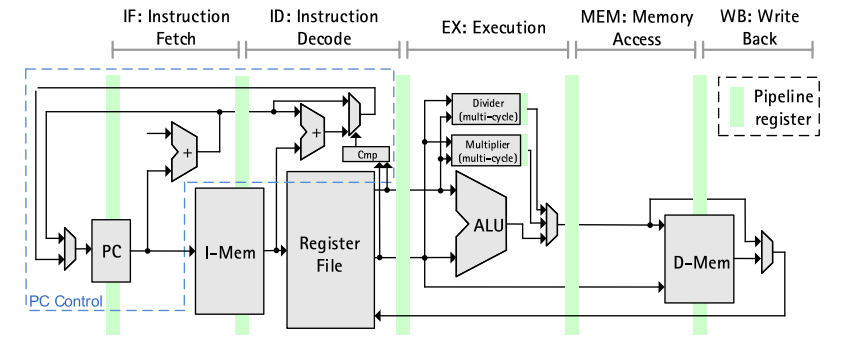 IF: Instruction
Fetch
ID: Instruction
Decode
EX: Execution
MEM: Memory
Access
WB: Write
Back
Pipeline
register
Divider
(multi-cycle)
Multiplier
(multi-cycle)
+
+
Cmp
PC
I-Mem
Register
File
ALU
D-Mem
PC Control